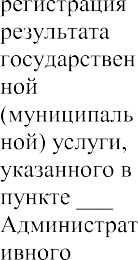 регистрация
результата
государствен
ной
(муниципаль
ной) услуги,
указанного в
пункте ___
Администрат
ивного